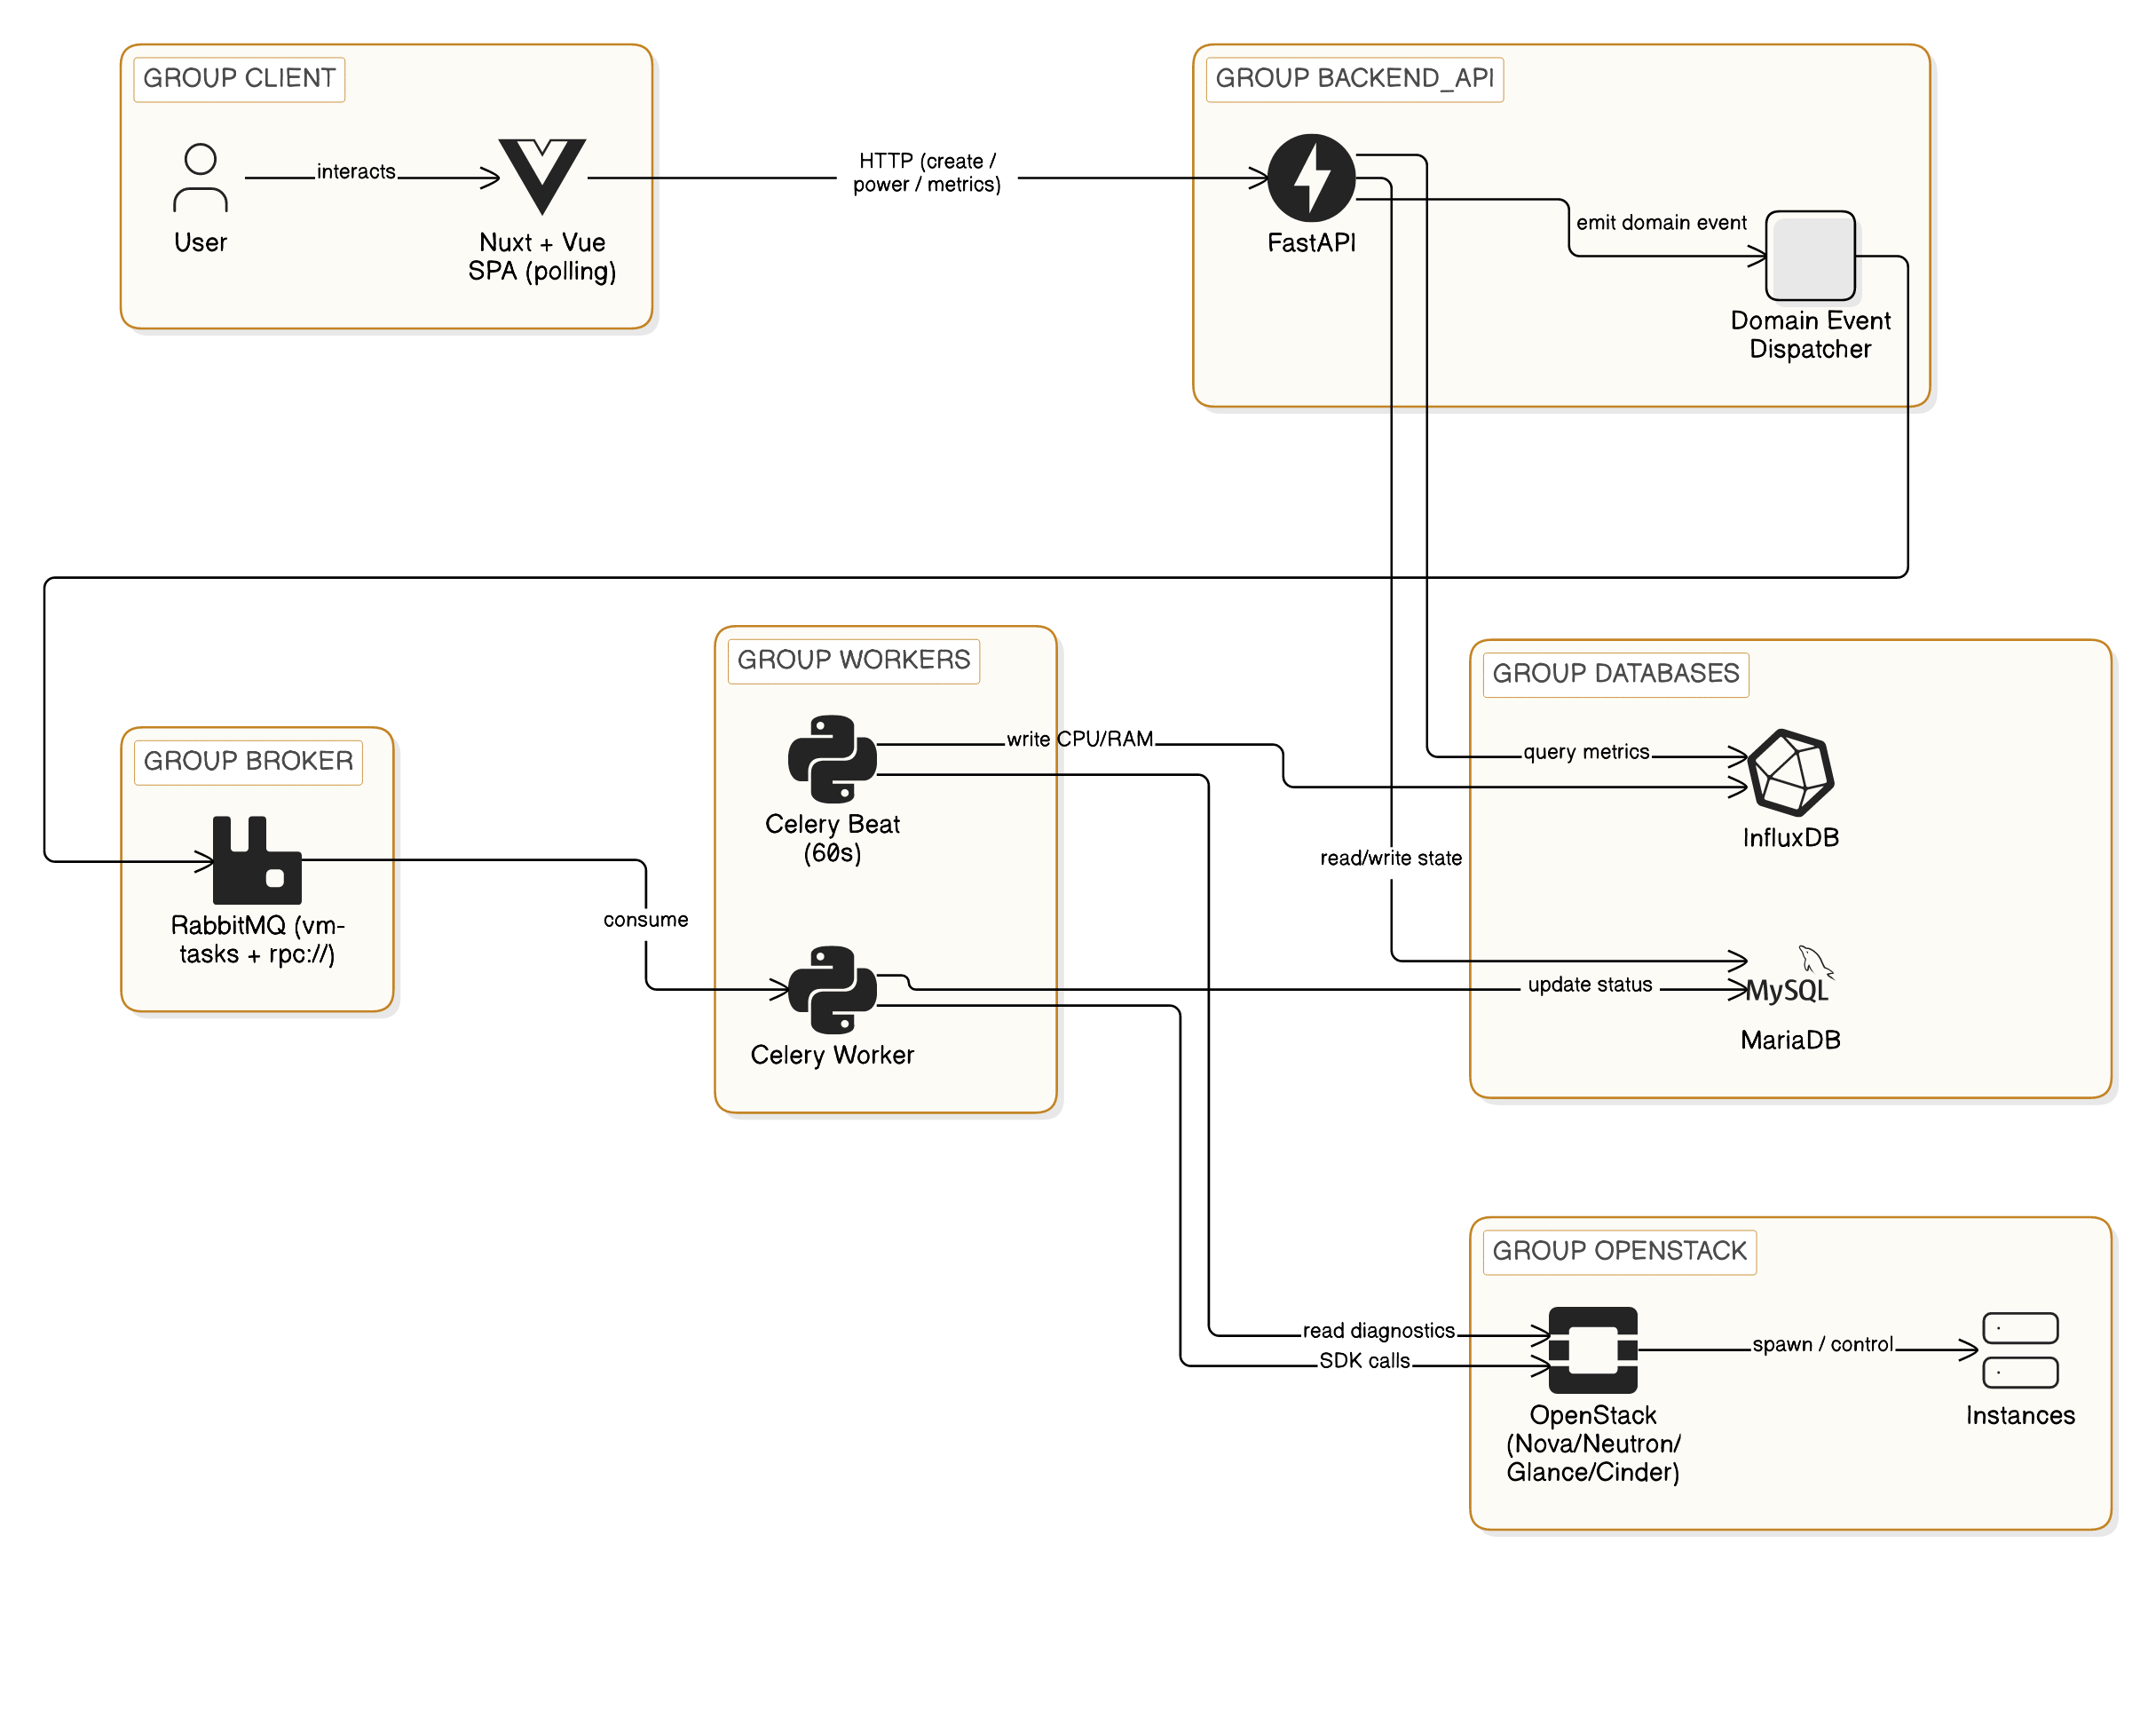 GROUP CLIENT
User
interacts
Nuxt + Vue
SPA (polling)
HTTP (create /
power / metrics)
GROUP BACKEND_API
FastAPI
emit domain event
Domain Event
Dispatcher
GROUP BROKER
RabbitMQ (vm-
tasks + rpc://)
consume
GROUP WORKERS
Celery Beat
(60s)
Celery Worker
write CPU/RAM
read/write state
GROUP DATABASES
query metrics
InfluxDB
update status
MySQL
MariaDB
GROUP OPENSTACK
read diagnostics
SDK calls
OpenStack
(Nova/Neutron/
Glance/Cinder)
spawn / control
Instances